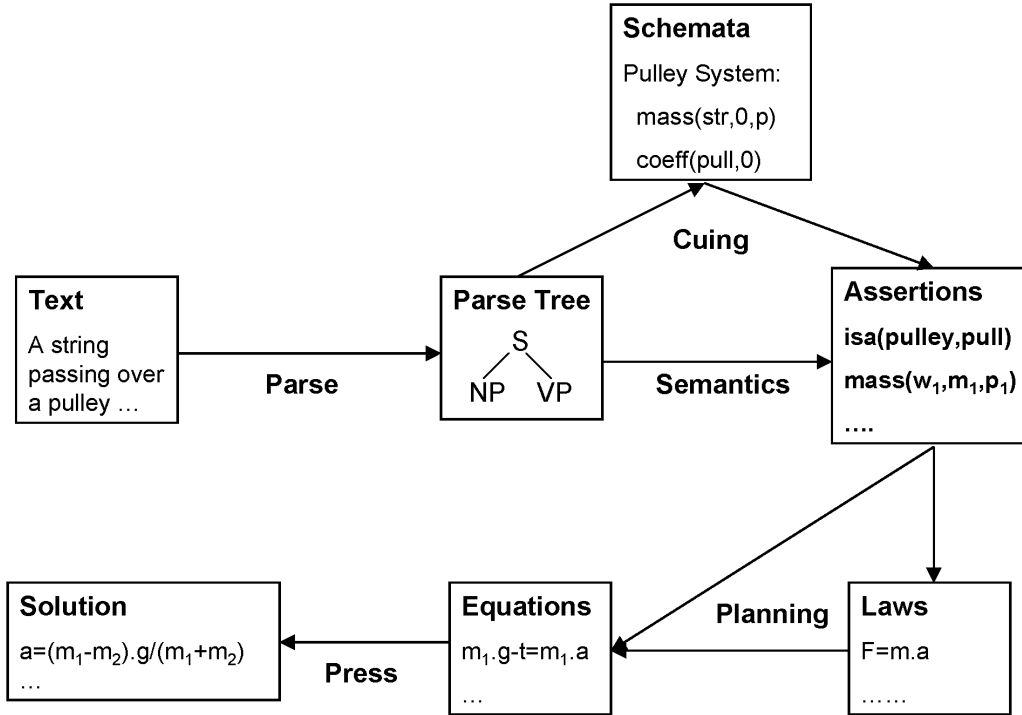 Schemata
Pulley System:
mass(str,0,p)
coeff(pull,0)
Cuing
Text
A string
passing over
a pulley …
Parse
Parse Tree
S
NP VP
Semantics
Assertions
isa(pulley,pull)
mass(w₁,m₁,p₁)
….
Solution
a=(m₁-m₂).g/(m₁+m₂)
…
Press
Equations
m₁.g-t=m₁.a
…
Planning
Laws
F=m.a
……